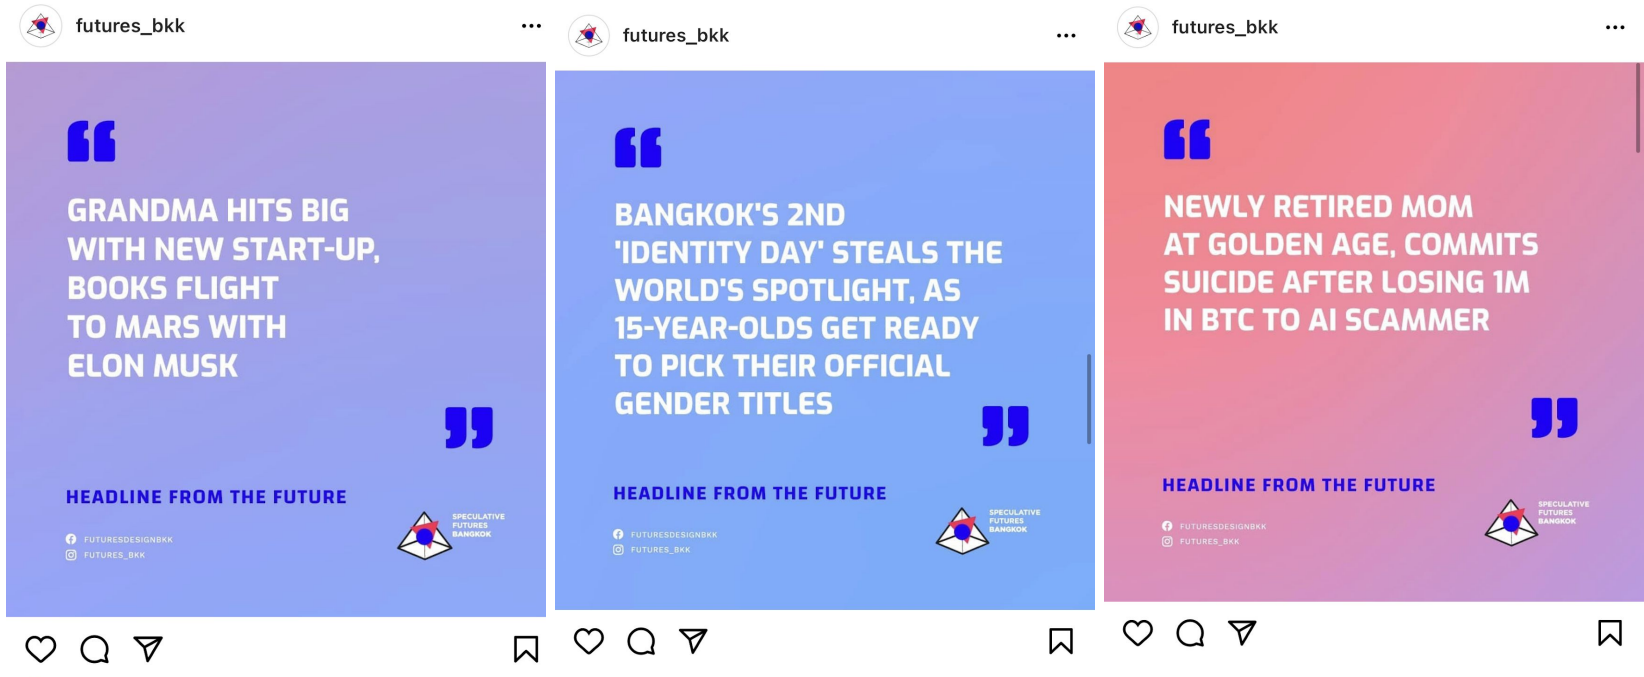 futures_bkk
GRANDMA HITS BIG
WITH NEW START-UP,
BOOKS FLIGHT
TO MARS WITH
ELON MUSK
HEADLINE FROM THE FUTURE
FUTURESDESIGNBKK
FUTURES_BKK
SPECULATIVE
FUTURES
BANGKOK
futures_bkk
BANGKOK'S 2ND
'IDENTITY DAY' STEALS THE
WORLD'S SPOTLIGHT, AS
15-YEAR-OLDS GET READY
TO PICK THEIR OFFICIAL
GENDER TITLES
HEADLINE FROM THE FUTURE
FUTURESDESIGNBKK
FUTURES_BKK
SPECULATIVE
FUTURES
BANGKOK
futures_bkk
NEWLY RETIRED MOM
AT GOLDEN AGE, COMMITS
SUICIDE AFTER LOSING 1M
IN BTC TO AI SCAMMER
HEADLINE FROM THE FUTURE
FUTURESDESIGNBKK
FUTURES_BKK
SPECULATIVE
FUTURES
BANGKOK